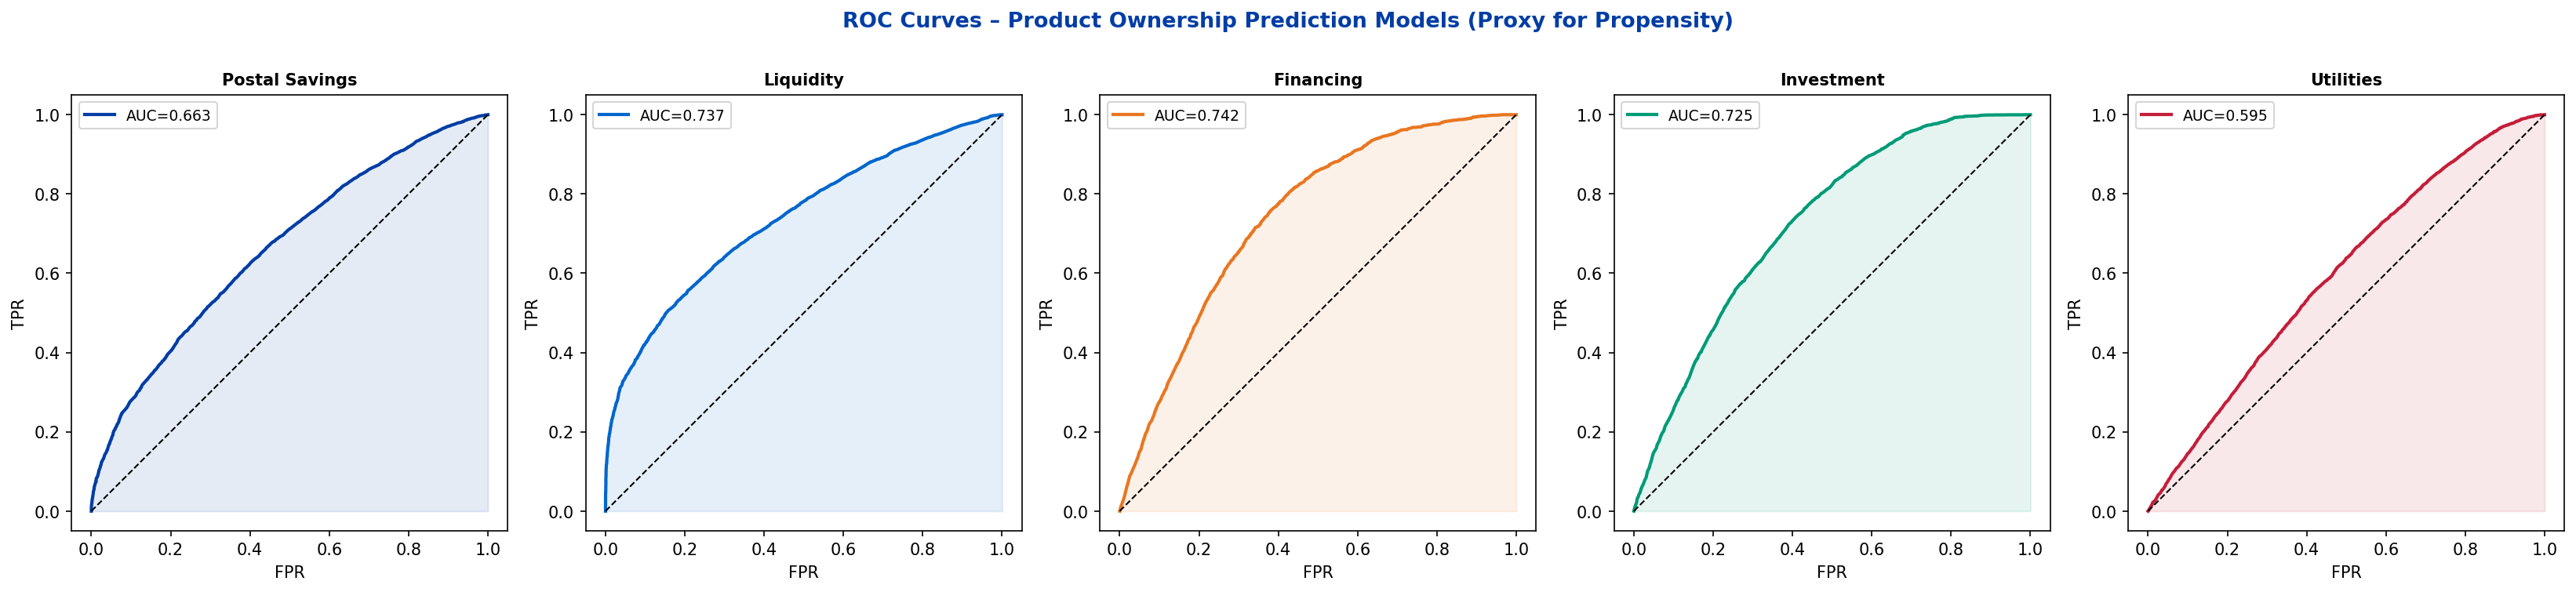 ROC Curves – Product Ownership Prediction Models (Proxy for Propensity)
Postal Savings
AUC=0.663
TPR
1.0
0.8
0.6
0.4
0.2
0.0
0.0 0.2 0.4 0.6 0.8 1.0
FPR
Liquidity
AUC=0.737
TPR
1.0
0.8
0.6
0.4
0.2
0.0
0.0 0.2 0.4 0.6 0.8 1.0
FPR
Financing
AUC=0.742
TPR
1.0
0.8
0.6
0.4
0.2
0.0
0.0 0.2 0.4 0.6 0.8 1.0
FPR
Investment
AUC=0.725
TPR
1.0
0.8
0.6
0.4
0.2
0.0
0.0 0.2 0.4 0.6 0.8 1.0
FPR
Utilities
AUC=0.595
TPR
1.0
0.8
0.6
0.4
0.2
0.0
0.0 0.2 0.4 0.6 0.8 1.0
FPR